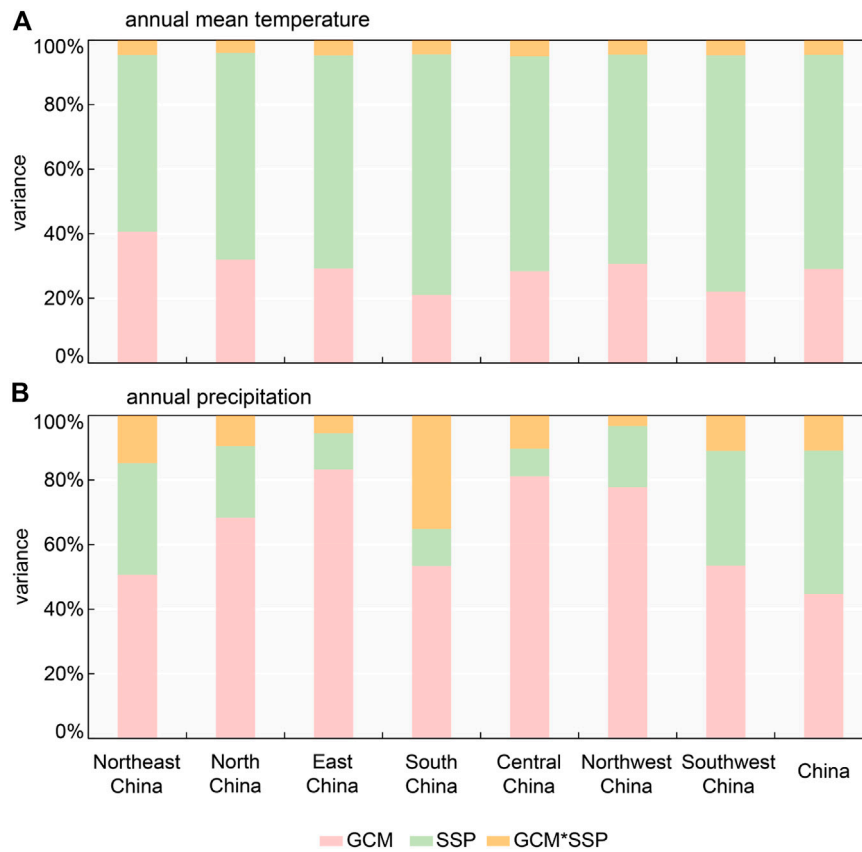 A annual mean temperature
100%
80%
60%
40%
20%
0%
variance
B annual precipitation
100%
80%
60%
40%
20%
0%
variance
Northeast China
North China
East China
South China
Central China
Northwest China
Southwest China
China
GCM SSP GCM*SSP